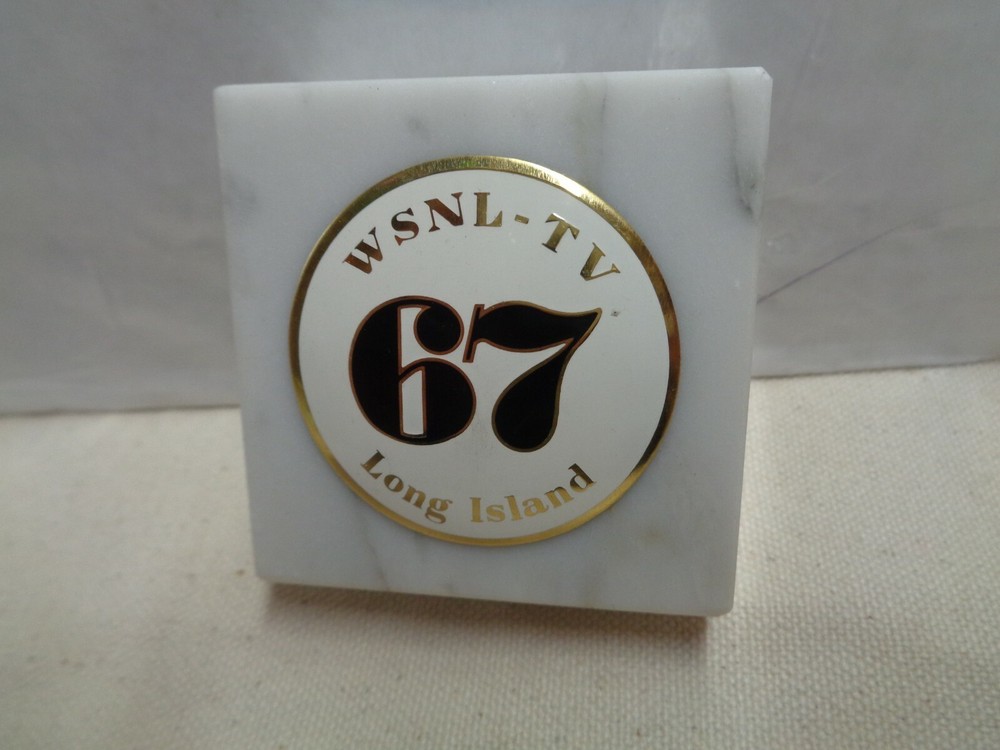 WSNL-TV
67
Long Island